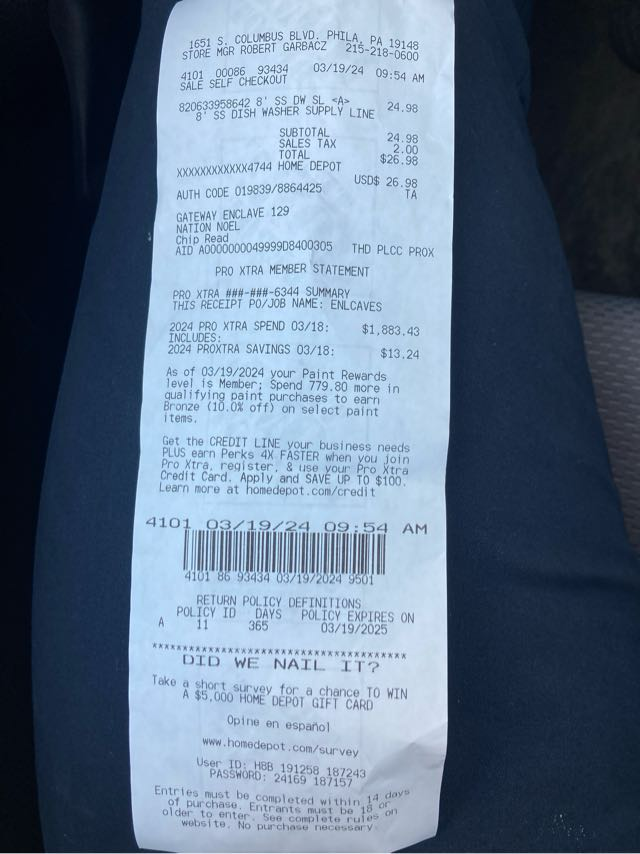 1651 S. COLUMBUS BLVD. PHILA, PA 19148
STORE MGR ROBERT GARBACZ 215-218-0600
4101 00086 93434 03/19/24 09:54 AM
SALE SELF CHECKOUT
820633958642 8' SS DW SL <A> 24.98
8' SS DISH WASHER SUPPLY LINE
SUBTOTAL 24.98
SALES TAX 2.00
TOTAL $26.98
XXXXXXXXXXXX4744 HOME DEPOT
USD$ 26.98
AUTH CODE 019839/8864425 TA
GATEWAY ENCLAVE 129
NATION NOEL
Chip Read
AID A0000000049999D8400305 THD PLCC PROX
PRO XTRA MEMBER STATEMENT
PRO XTRA ###-###-6344 SUMMARY
THIS RECEIPT PO/JOB NAME: ENLCAVES
2024 PRO XTRA SPEND 03/18: $1,883.43
INCLUDES:
2024 PROXTRA SAVINGS 03/18: $13.24
As of 03/19/2024 your Paint Rewards
level is Member; Spend 779.80 more in
qualifying paint purchases to earn
Bronze (10.0% off) on select paint
items.
Get the CREDIT LINE your business needs
PLUS earn Perks 4X FASTER when you join
Pro Xtra, register, & use your Pro Xtra
Credit Card. Apply and SAVE UP TO $100.
Learn more at homedepot.com/credit
4101 03/19/24 09:54 AM
4101 86 93434 03/19/2024 9501
RETURN POLICY DEFINITIONS
POLICY ID DAYS POLICY EXPIRES ON
A 11 365 03/19/2025
****************************************
DID WE NAIL IT?
Take a short survey for a chance TO WIN
A $5,000 HOME DEPOT GIFT CARD
Opine en español
www.homedepot.com/survey
User ID: H8B 191258 187243
PASSWORD: 24169 187157
Entries must be completed within 14 days
of purchase. Entrants must be 18 or
older to enter. See complete rules on
website. No purchase necessary.